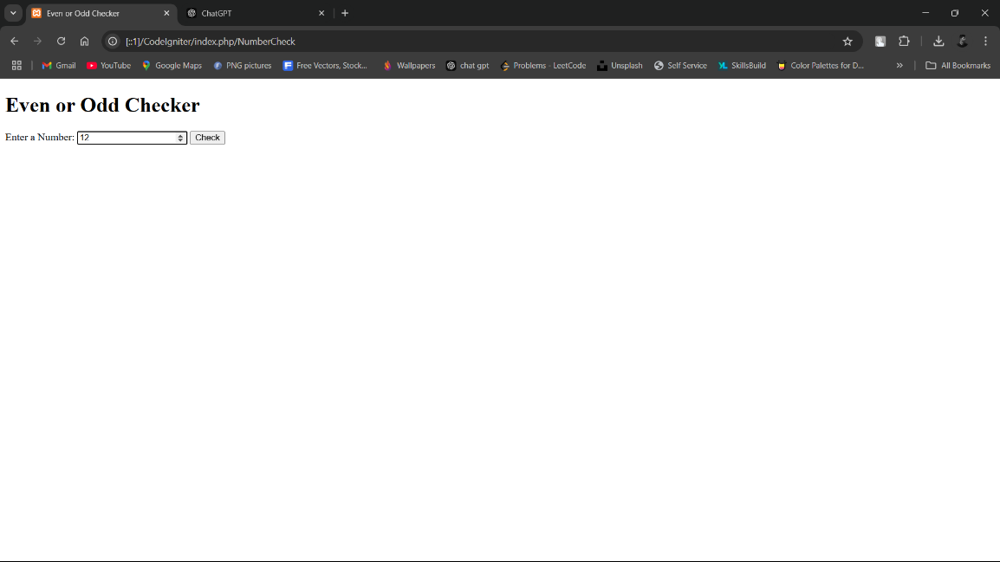 Even or Odd Checker
ChatGPT
[::1]/CodeIgniter/index.php/NumberCheck
Gmail YouTube Google Maps PNG pictures Free Vectors, Stock... Wallpapers chat gpt Problems - LeetCode Unsplash Self Service SkillsBuild Color Palettes for D... » All Bookmarks
Even or Odd Checker
Enter a Number: 12 Check